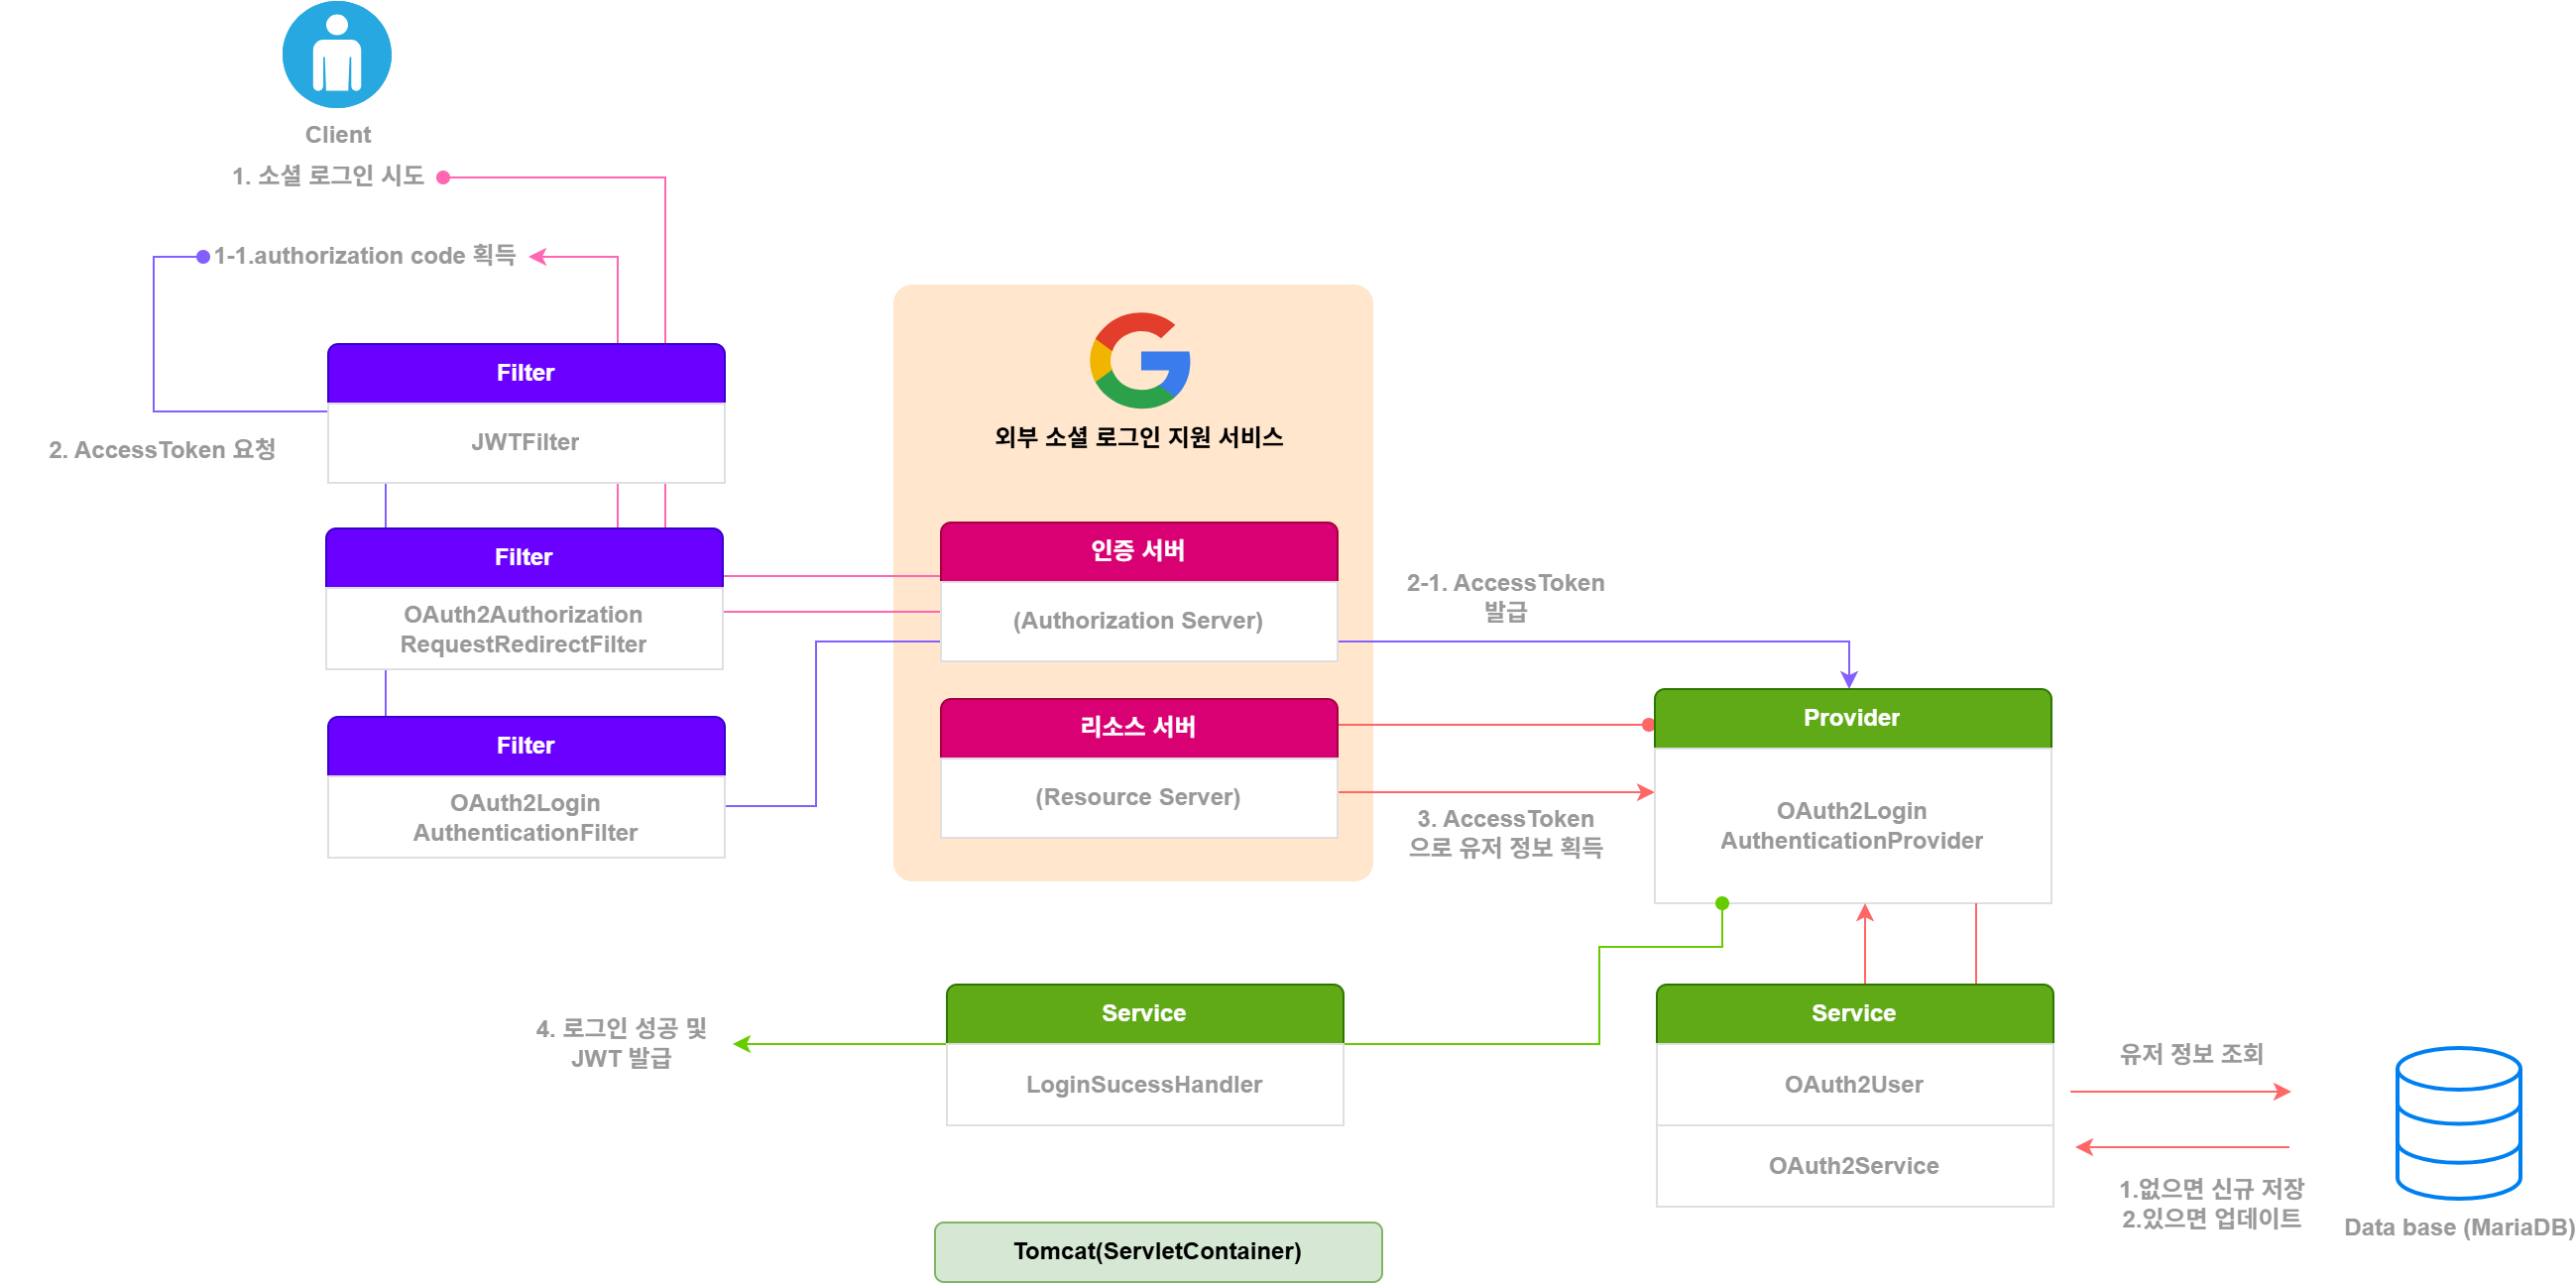 Client
1. 소셜 로그인 시도
1-1.authorization code 획득
2. AccessToken 요청
Filter
JWTFilter
Filter
OAuth2Authorization
RequestRedirectFilter
Filter
OAuth2Login
AuthenticationFilter
외부 소셜 로그인 지원 서비스
인증 서버
(Authorization Server)
리소스 서버
(Resource Server)
2-1. AccessToken
발급
3. AccessToken
으로 유저 정보 획득
Provider
OAuth2Login
AuthenticationProvider
4. 로그인 성공 및
JWT 발급
Service
LoginSucessHandler
Service
OAuth2User
OAuth2Service
유저 정보 조회
1.없으면 신규 저장
2.있으면 업데이트
Data base (MariaDB)
Tomcat(ServletContainer)